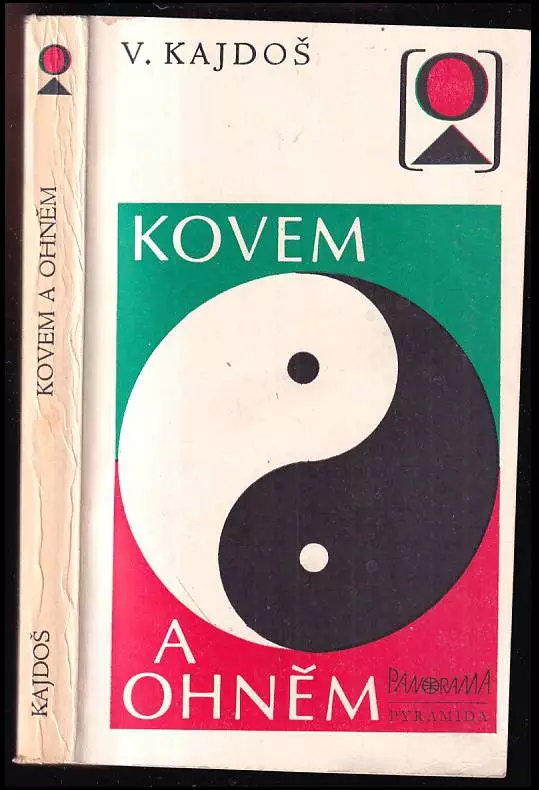 V. KAJDOŠ
KOVEM
A
OHNĚM
PANORAMA
PYRAMIDA
KOVEM A OHNĚM
KAJDOŠ